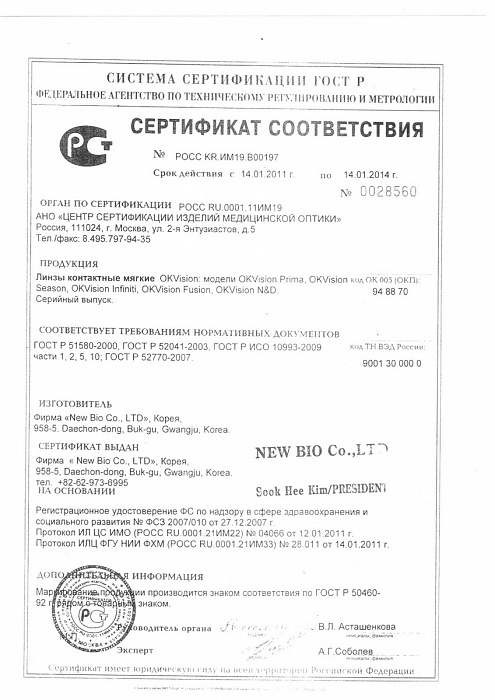 СИСТЕМА СЕРТИФИКАЦИИ ГОСТ Р
ФЕДЕРАЛЬНОЕ АГЕНТСТВО ПО ТЕХНИЧЕСКОМУ РЕГУЛИРОВАНИЮ И МЕТРОЛОГИИ
СЕРТИФИКАТ СООТВЕТСТВИЯ
№ РОСС KR.ИМ19.В00197
Срок действия с 14.01.2011 г. по 14.01.2014 г.
№ 0028560
ОРГАН ПО СЕРТИФИКАЦИИ РОСС RU.0001.11ИМ19
АНО «ЦЕНТР СЕРТИФИКАЦИИ ИЗДЕЛИЙ МЕДИЦИНСКОЙ ОПТИКИ»
Россия, 111024, г. Москва, ул. 2-я Энтузиастов, д.5
Тел./факс: 8.495.797-94-35
ПРОДУКЦИЯ
Линзы контактные мягкие OKVision: модели OKVision Prima, OKVision код ОК 005 (ОКП):
Season, OKVision Infiniti, OKVision Fusion, OKVision N&D. 94 88 70
Серийный выпуск.
СООТВЕТСТВУЕТ ТРЕБОВАНИЯМ НОРМАТИВНЫХ ДОКУМЕНТОВ
ГОСТ Р 51580-2000, ГОСТ Р 52041-2003, ГОСТ Р ИСО 10993-2009 код ТН ВЭД России:
части 1, 2, 5, 10; ГОСТ Р 52770-2007. 9001 30 000 0
ИЗГОТОВИТЕЛЬ
Фирма «New Bio Co., LTD», Корея,
958-5. Daechon-dong, Buk-gu, Gwangju, Korea.
СЕРТИФИКАТ ВЫДАН
Фирма « New Bio Co., LTD», Корея,
958-5, Daechon-dong, Buk-gu, Gwangju, Korea.
тел. +82-62-973-6995
NEW BIO Co.,LTD
Sook Hee Kim/PRESIDENT
НА ОСНОВАНИИ
Регистрационное удостоверение ФС по надзору в сфере здравоохранения и
социального развития № ФСЗ 2007/010 от 27.12.2007 г.
Протокол ИЛ ЦС ИМО (РОСС RU.0001.21ИМ22) № 04066 от 12.01.2011 г.
Протокол ИЛЦ ФГУ НИИ ФХМ (РОСС RU.0001.21ИМ33) № 28.011 от 14.01.2011 г.
ДОПОЛНИТЕЛЬНАЯ ИНФОРМАЦИЯ
Маркирование продукции производится знаком соответствия по ГОСТ Р 50460-
92 рядом с товарным знаком.
Руководитель органа В.Л.Асташенкова
инициалы, фамилия
Эксперт А.Г.Соболев
инициалы, фамилия
Сертификат имеет юридическую силу на всей территории Российской Федерации